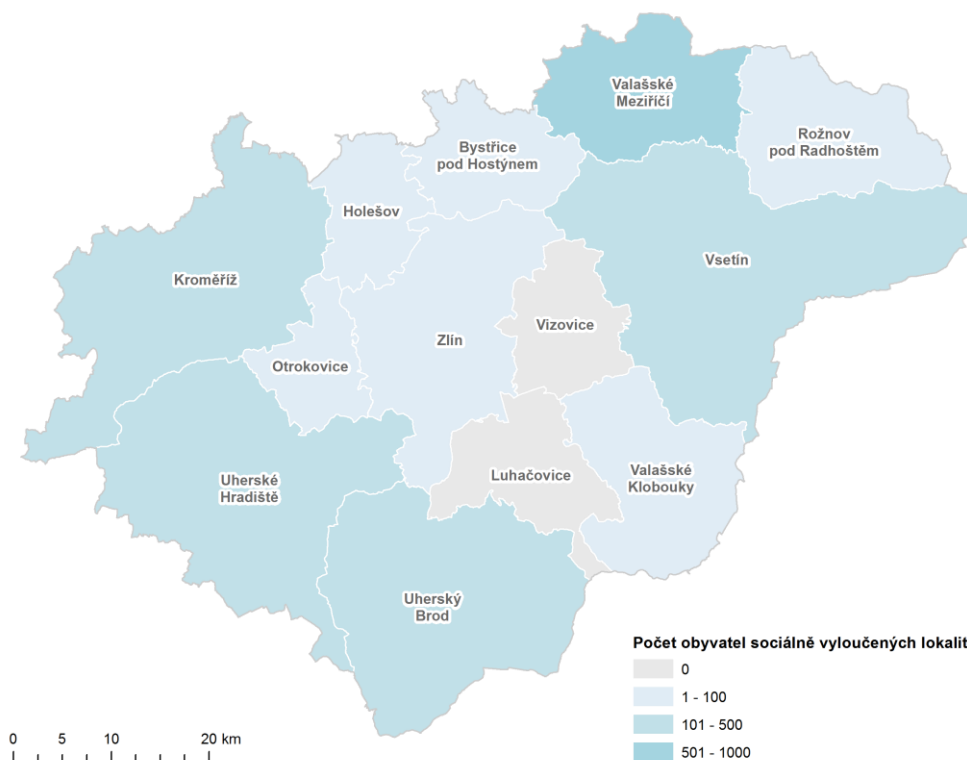 Valašské
Meziříčí
Rožnov
pod Radhoštěm
Bystřice
pod Hostýnem
Holešov
Kroměříž
Vsetín
Vizovice
Zlín
Otrokovice
Valašské
Klobouky
Luhačovice
Uherské
Hradiště
Uherský
Brod
Počet obyvatel sociálně vyloučených lokalit
0
1 - 100
101 - 500
501 - 1000
0 5 10 20 km